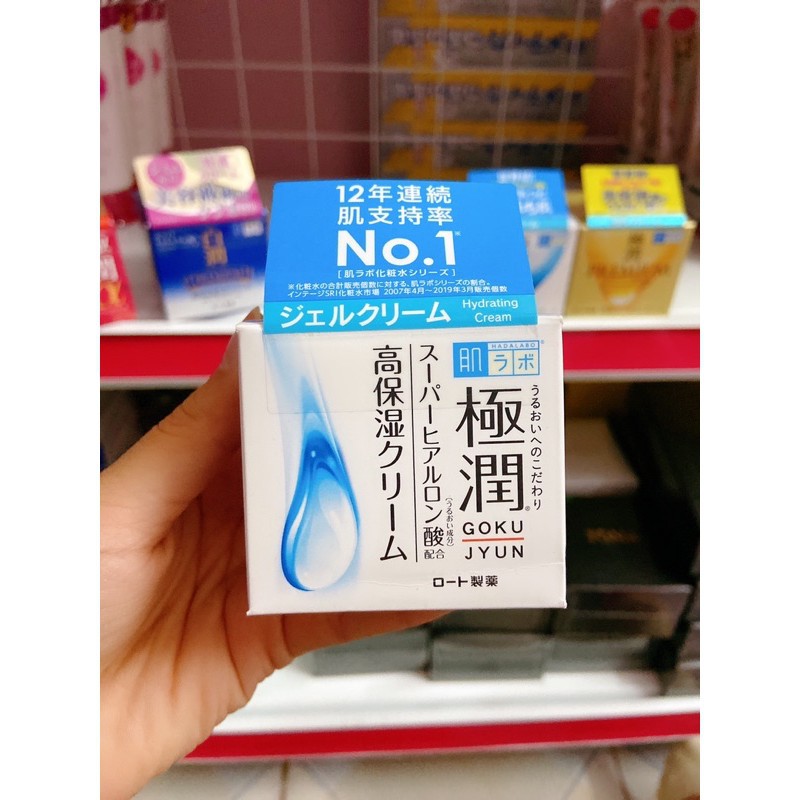 12年連続
肌支持率
No.1※
[ 肌ラボ化粧水シリーズ ]
※化粧水の合計販売個数に対する、肌ラボシリーズの割合。
インテージSRI化粧水市場 2007年4月～2019年3月販売個数
ジェルクリーム
Hydrating
Cream
HADALABO®
肌ラボ
うるおいへのこだわり
極潤®
GOKU
JYUN
スーパーヒアルロン酸[うるおい成分]配合
高保湿クリーム
ロート製薬
白潤
PREMIUM